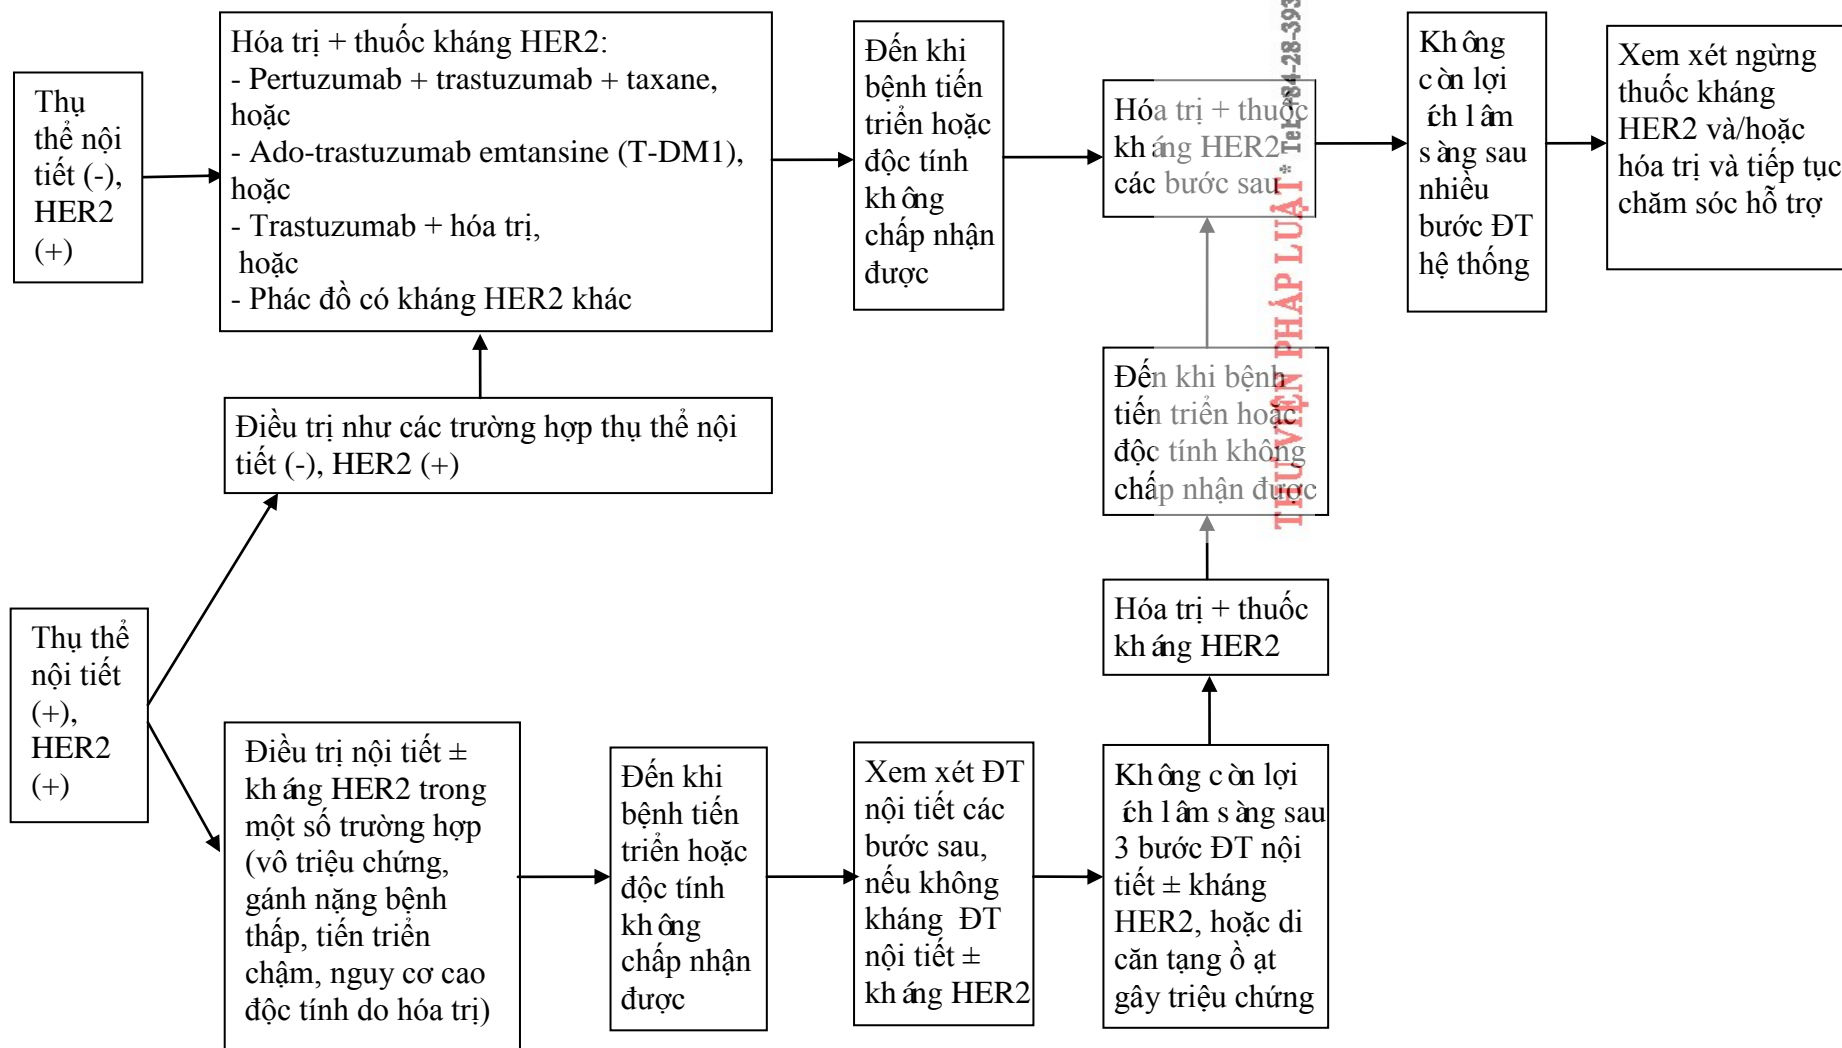 Thụ
thể nội
tiết (-),
HER2
(+)
Hóa trị + thuốc kháng HER2:
- Pertuzumab + trastuzumab + taxane,
hoặc
- Ado-trastuzumab emtansine (T-DM1),
hoặc
- Trastuzumab + hóa trị,
hoặc
- Phác đồ có kháng HER2 khác
Đến khi
bệnh tiến
triển hoặc
độc tính
không
chấp nhận
được
Hóa trị + thuốc
kháng HER2
các bước sau
Không
còn lợi
ích lâm
sàng sau
nhiều
bước ĐT
hệ thống
Xem xét ngừng
thuốc kháng
HER2 và/hoặc
hóa trị và tiếp tục
chăm sóc hỗ trợ
Điều trị như các trường hợp thụ thể nội
tiết (-), HER2 (+)
Đến khi bệnh
tiến triển hoặc
độc tính không
chấp nhận được
THƯ VIỆN PHÁP LUẬT * Tel: +84-28-393
Hóa trị + thuốc
kháng HER2
Thụ thể
nội tiết
(+),
HER2
(+)
Điều trị nội tiết ±
kháng HER2 trong
một số trường hợp
(vô triệu chứng,
gánh nặng bệnh
thấp, tiến triển
chậm, nguy cơ cao
độc tính do hóa trị)
Đến khi
bệnh tiến
triển hoặc
độc tính
không
chấp nhận
được
Xem xét ĐT
nội tiết các
bước sau,
nếu không
kháng ĐT
nội tiết ±
kháng HER2
Không còn lợi
ích lâm sàng sau
3 bước ĐT nội
tiết ± kháng
HER2, hoặc di
căn tạng ồ ạt
gây triệu chứng